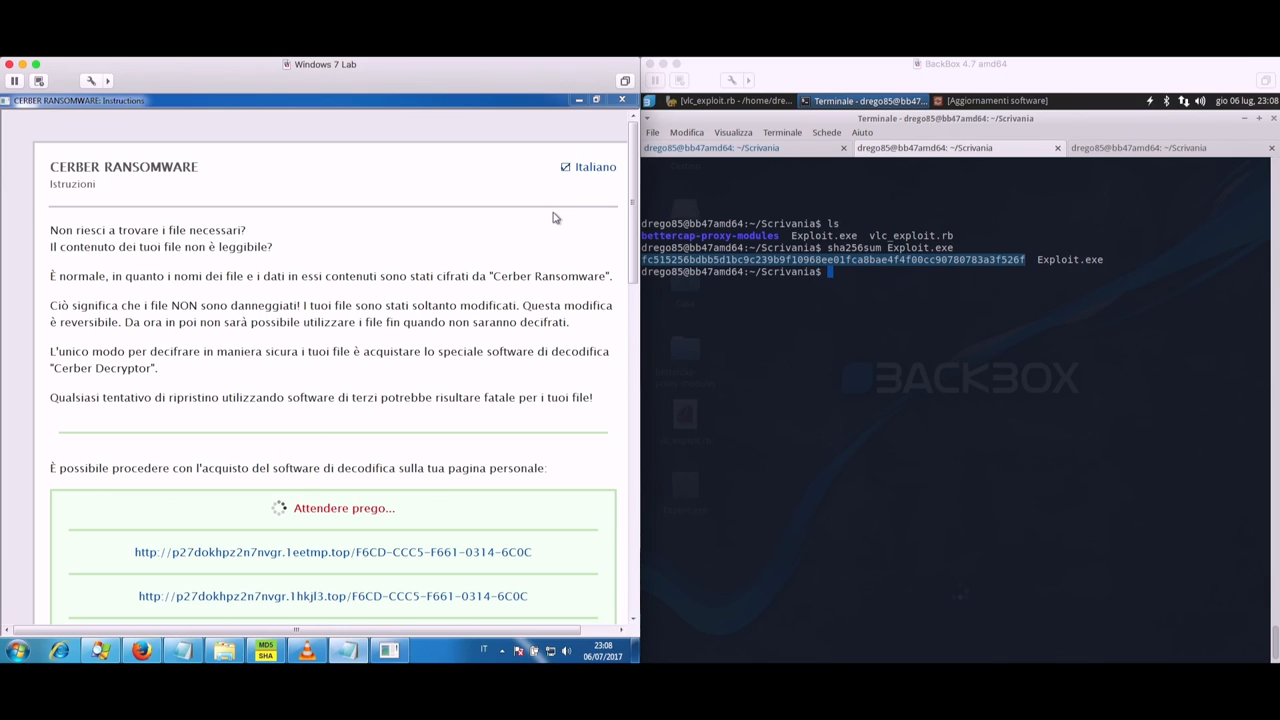 Windows 7 Lab
CERBER RANSOMWARE: Instructions
CERBER RANSOMWARE
Italiano
Istruzioni
Non riesci a trovare i file necessari?
Il contenuto dei tuoi file non è leggibile?
È normale, in quanto i nomi dei file e i dati in essi contenuti sono stati cifrati da "Cerber Ransomware".
Ciò significa che i file NON sono danneggiati! I tuoi file sono stati soltanto modificati. Questa modifica
è reversibile. Da ora in poi non sarà possibile utilizzare i file fin quando non saranno decifrati.
L'unico modo per decifrare in maniera sicura i tuoi file è acquistare lo speciale software di decodifica
"Cerber Decryptor".
Qualsiasi tentativo di ripristino utilizzando software di terzi potrebbe risultare fatale per i tuoi file!
È possibile procedere con l'acquisto del software di decodifica sulla tua pagina personale:
Attendere prego...
http://p27dokhpz2n7nvgr.1eetmp.top/F6CD-CCC5-F661-0314-6C0C
http://p27dokhpz2n7nvgr.1hkjl3.top/F6CD-CCC5-F661-0314-6C0C
MD5
SHA
IT
23:08
06/07/2017
BackBox 4.7 amd64
[vlc_exploit.rb - /home/dre...
Terminale - drego85@bb47...
[Aggiornamenti software]
gio 06 lug, 23:08
Terminale - drego85@bb47amd64: ~/Scrivania
File Modifica Visualizza Terminale Schede Aiuto
drego85@bb47amd64: ~/Scrivania
drego85@bb47amd64: ~/Scrivania
drego85@bb47amd64: ~/Scrivania
drego85@bb47amd64:~/Scrivania$ ls
bettercap-proxy-modules Exploit.exe vlc_exploit.rb
drego85@bb47amd64:~/Scrivania$ sha256sum Exploit.exe
fc515256bdbb5d1bc9c239b9f10968ee01fca8bae4f4f00cc90780783a3f526f Exploit.exe
drego85@bb47amd64:~/Scrivania$
BACKBOX